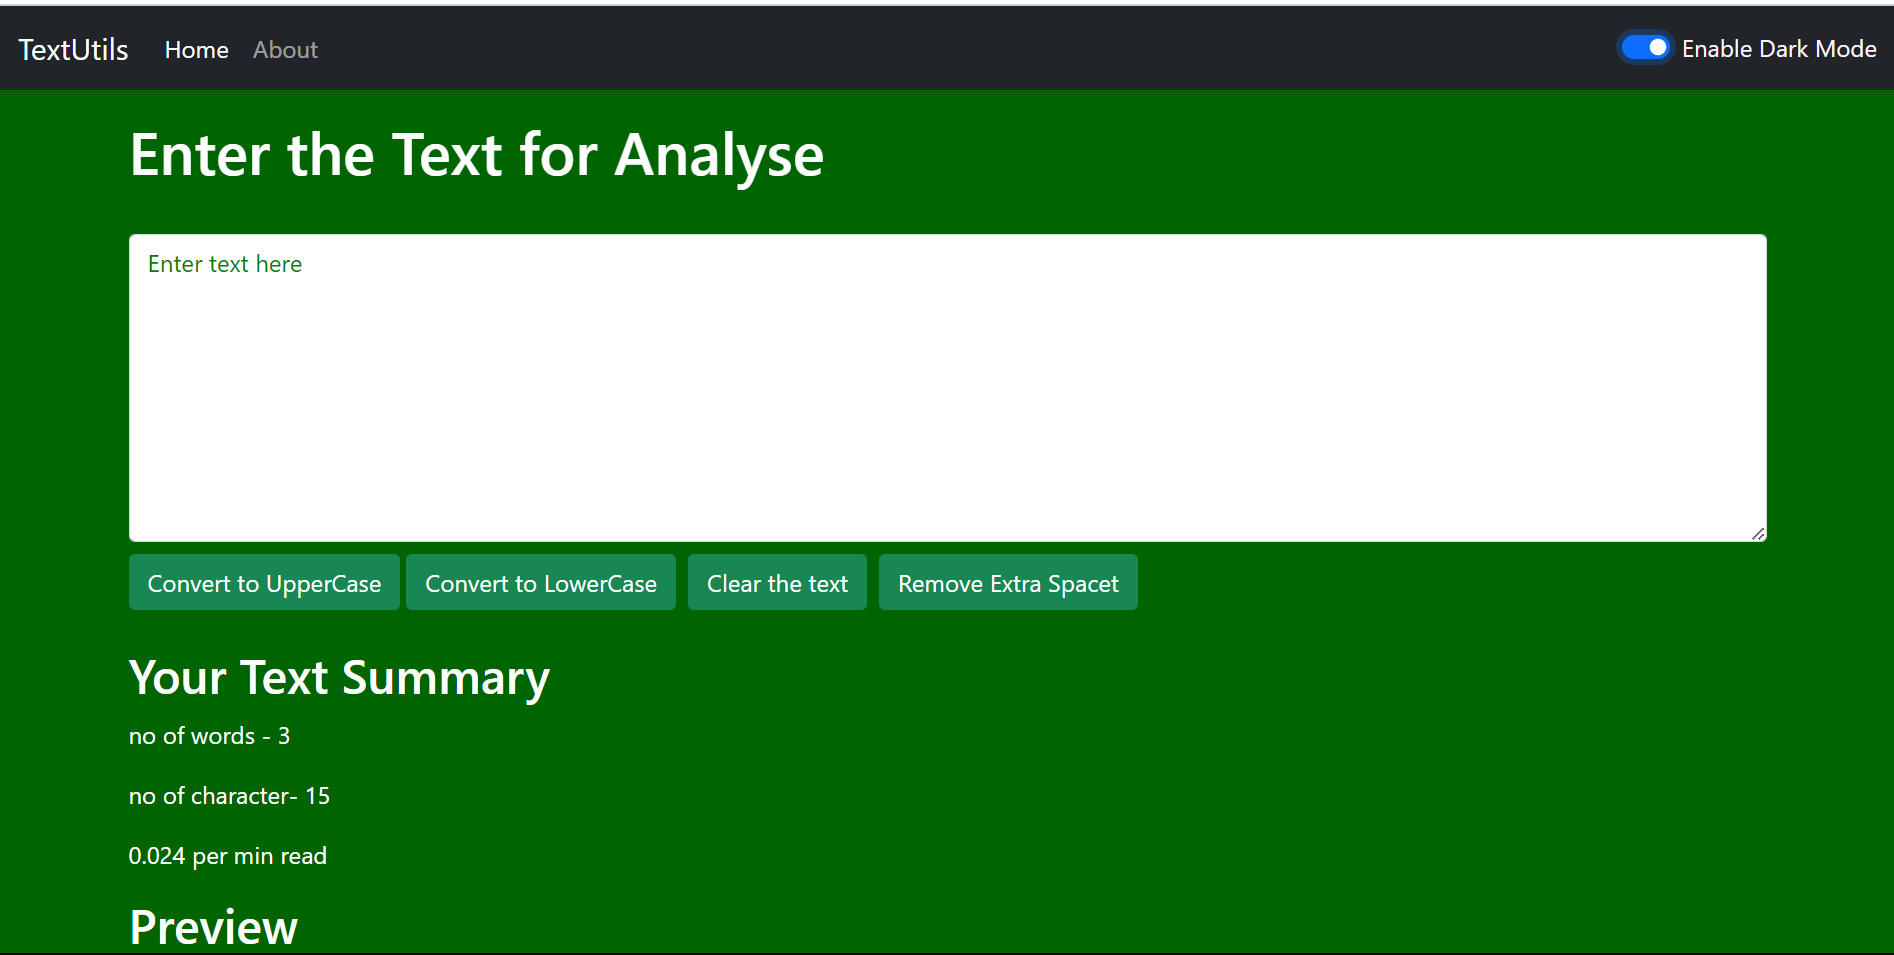 TextUtils Home About Enable Dark Mode
Enter the Text for Analyse
Enter text here
Convert to UpperCase Convert to LowerCase Clear the text Remove Extra Spacet
Your Text Summary
no of words - 3
no of character- 15
0.024 per min read
Preview